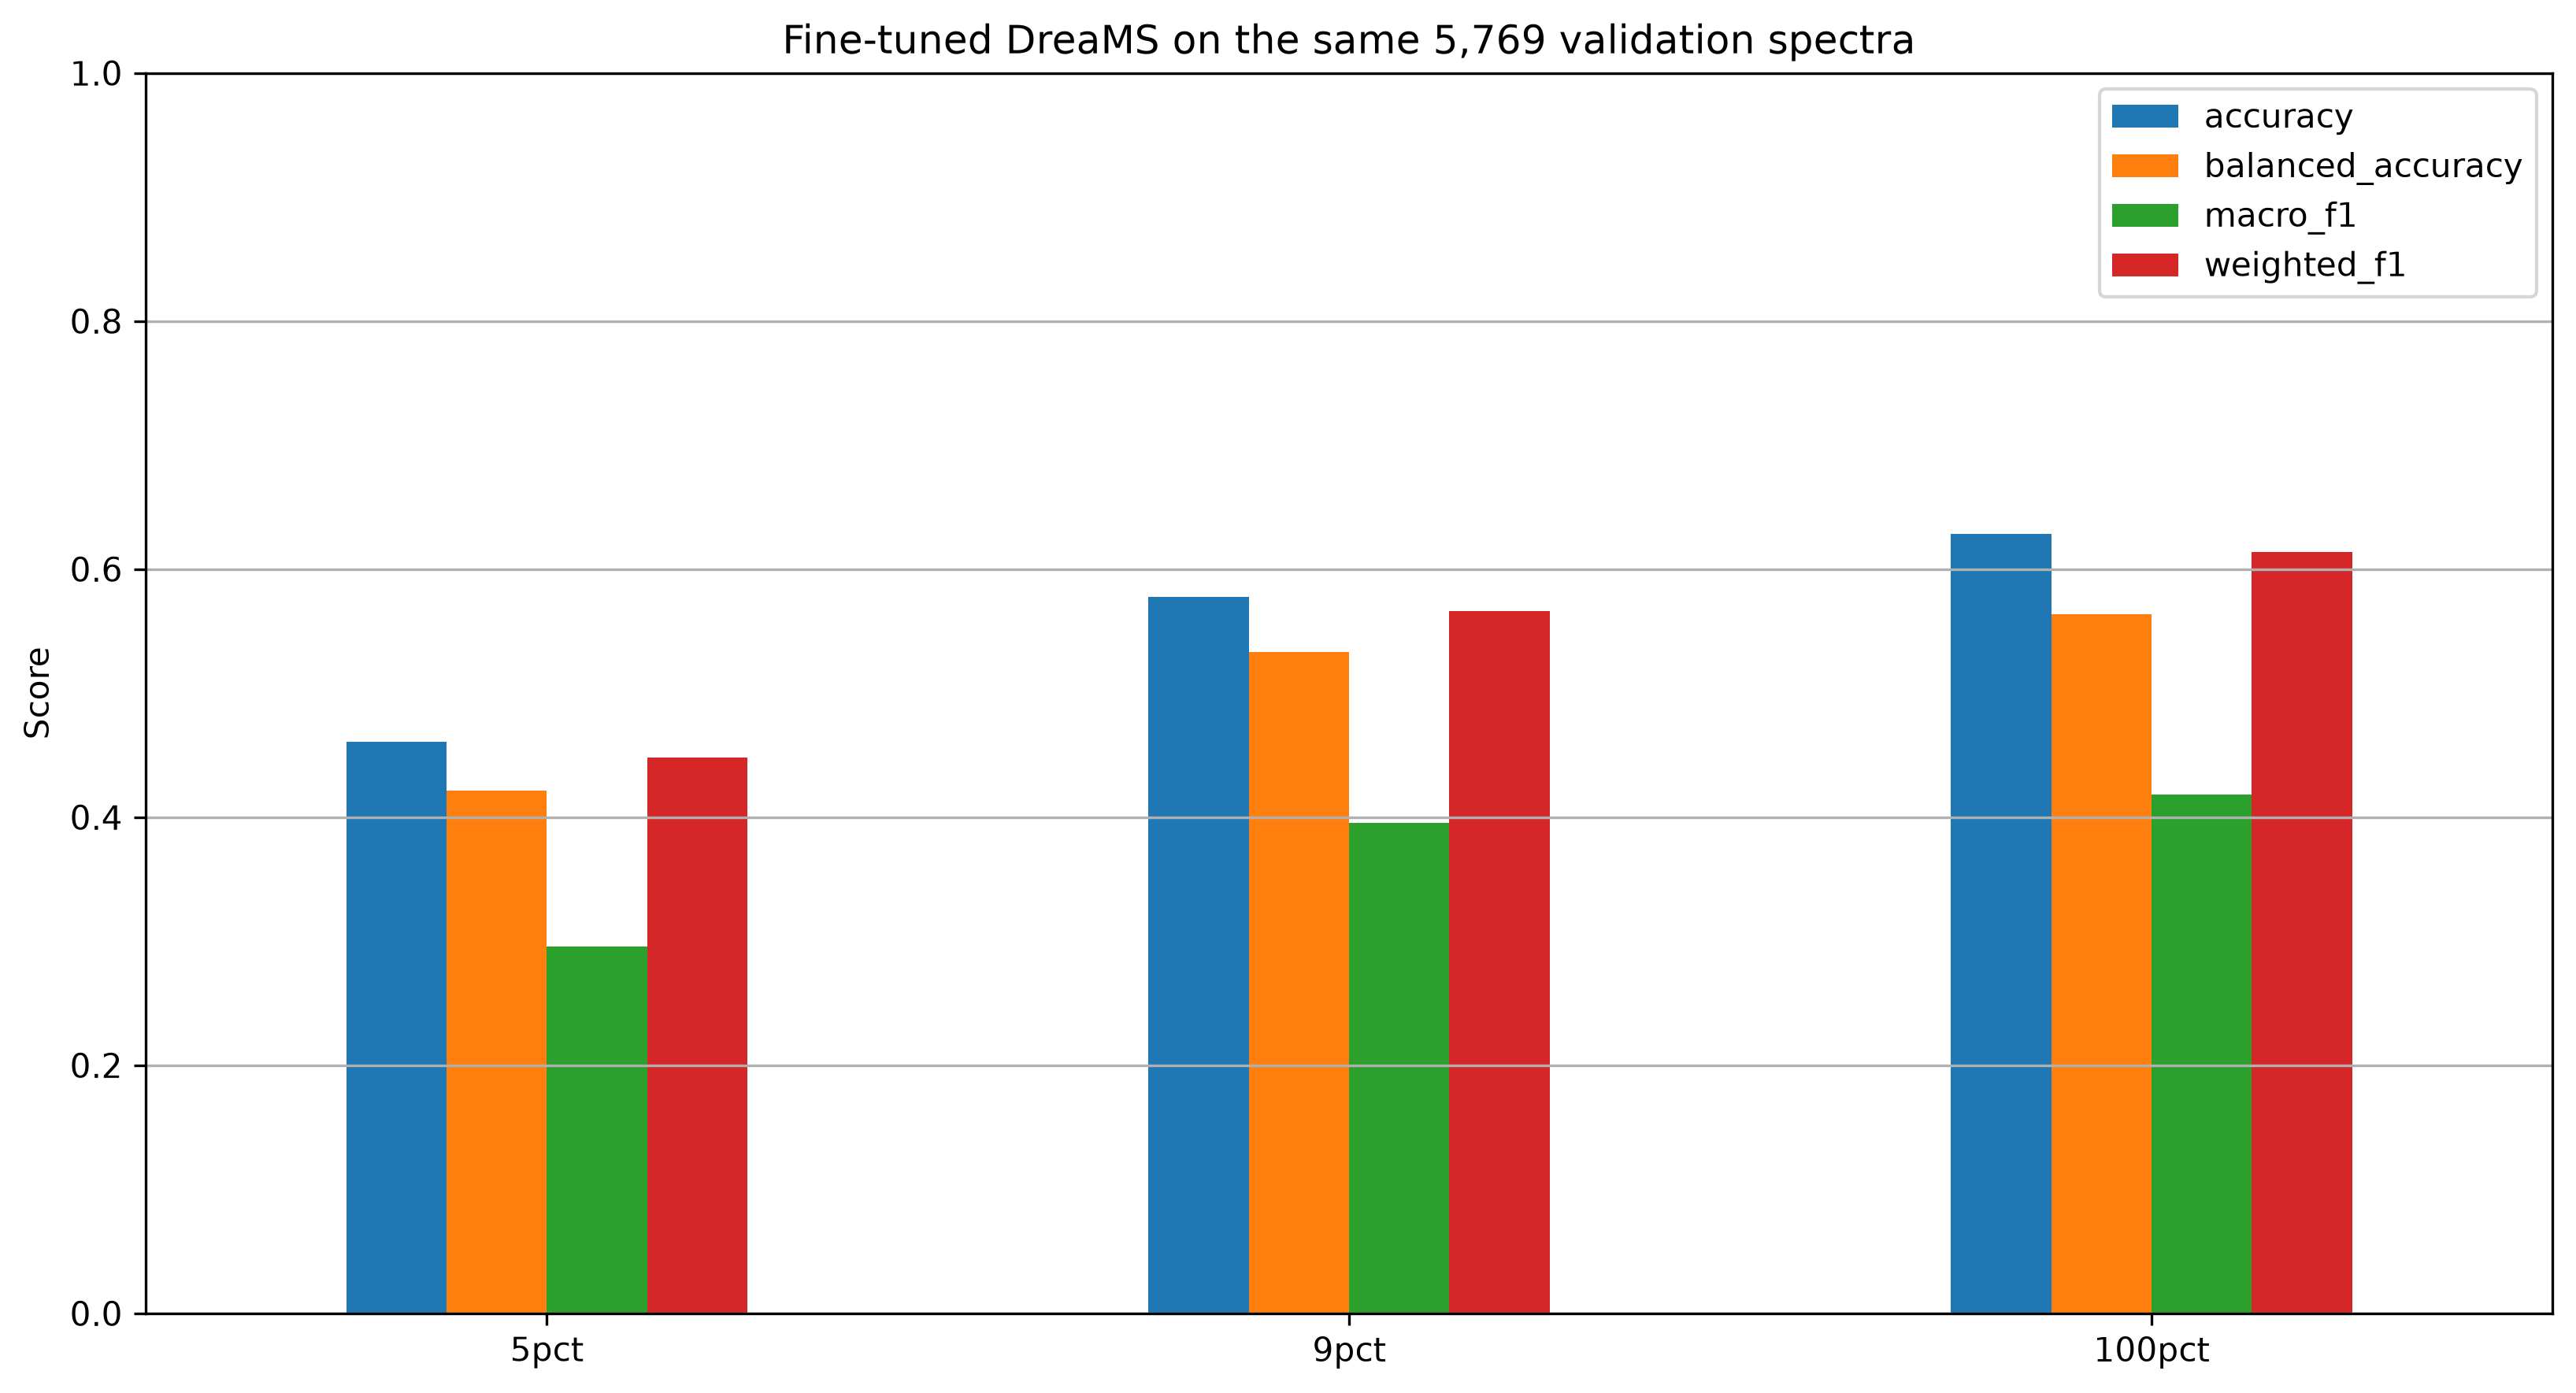 Fine-tuned DreaMS on the same 5,769 validation spectra
1.0
0.8
0.6
0.4
0.2
0.0
Score
accuracy
balanced_accuracy
macro_f1
weighted_f1
5pct
9pct
100pct